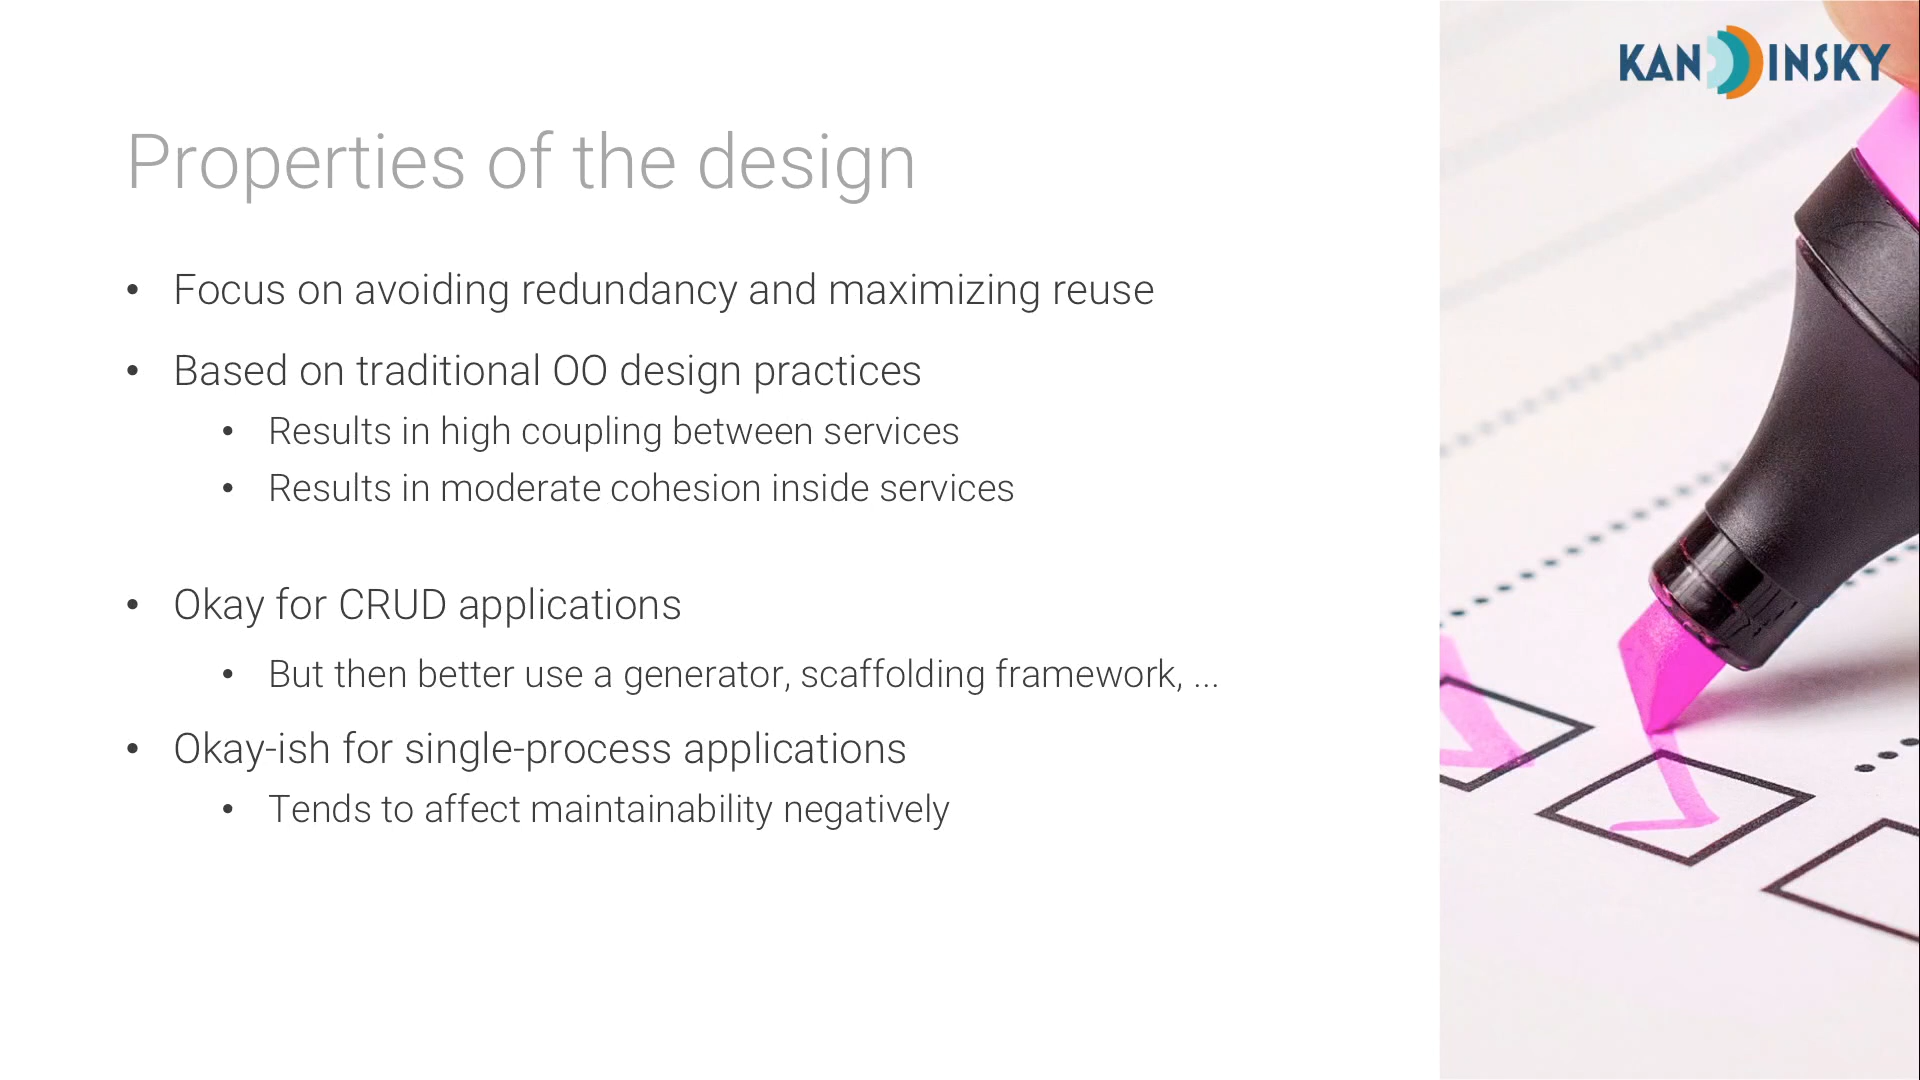 KANDINSKY
Properties of the design
• Focus on avoiding redundancy and maximizing reuse
• Based on traditional OO design practices
• Results in high coupling between services
• Results in moderate cohesion inside services
• Okay for CRUD applications
• But then better use a generator, scaffolding framework, ...
• Okay-ish for single-process applications
• Tends to affect maintainability negatively